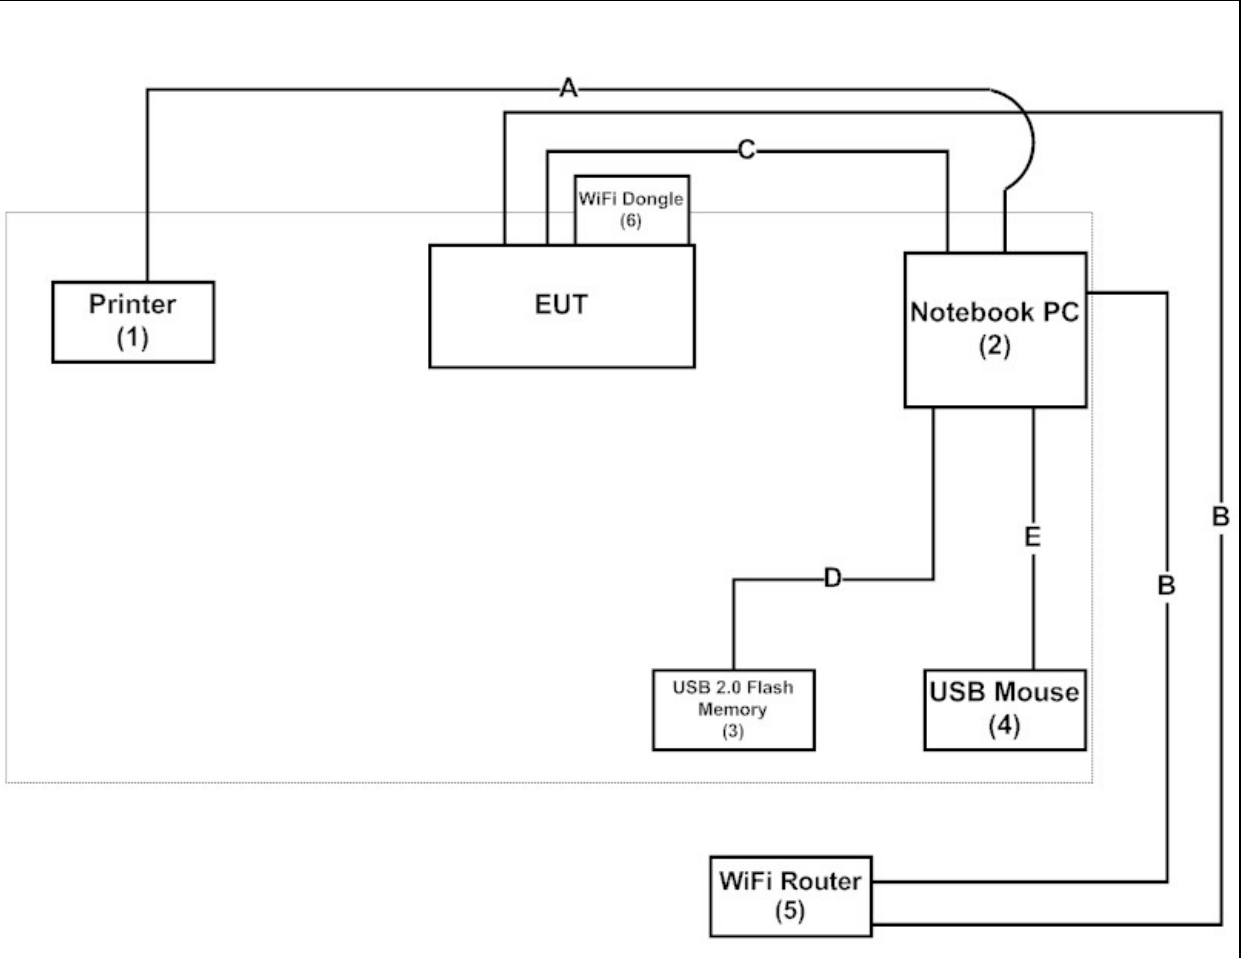 A
C
WiFi Dongle
(6)
Printer
(1)
EUT
Notebook PC
(2)
B
E
D
B
USB 2.0 Flash
Memory
(3)
USB Mouse
(4)
WiFi Router
(5)